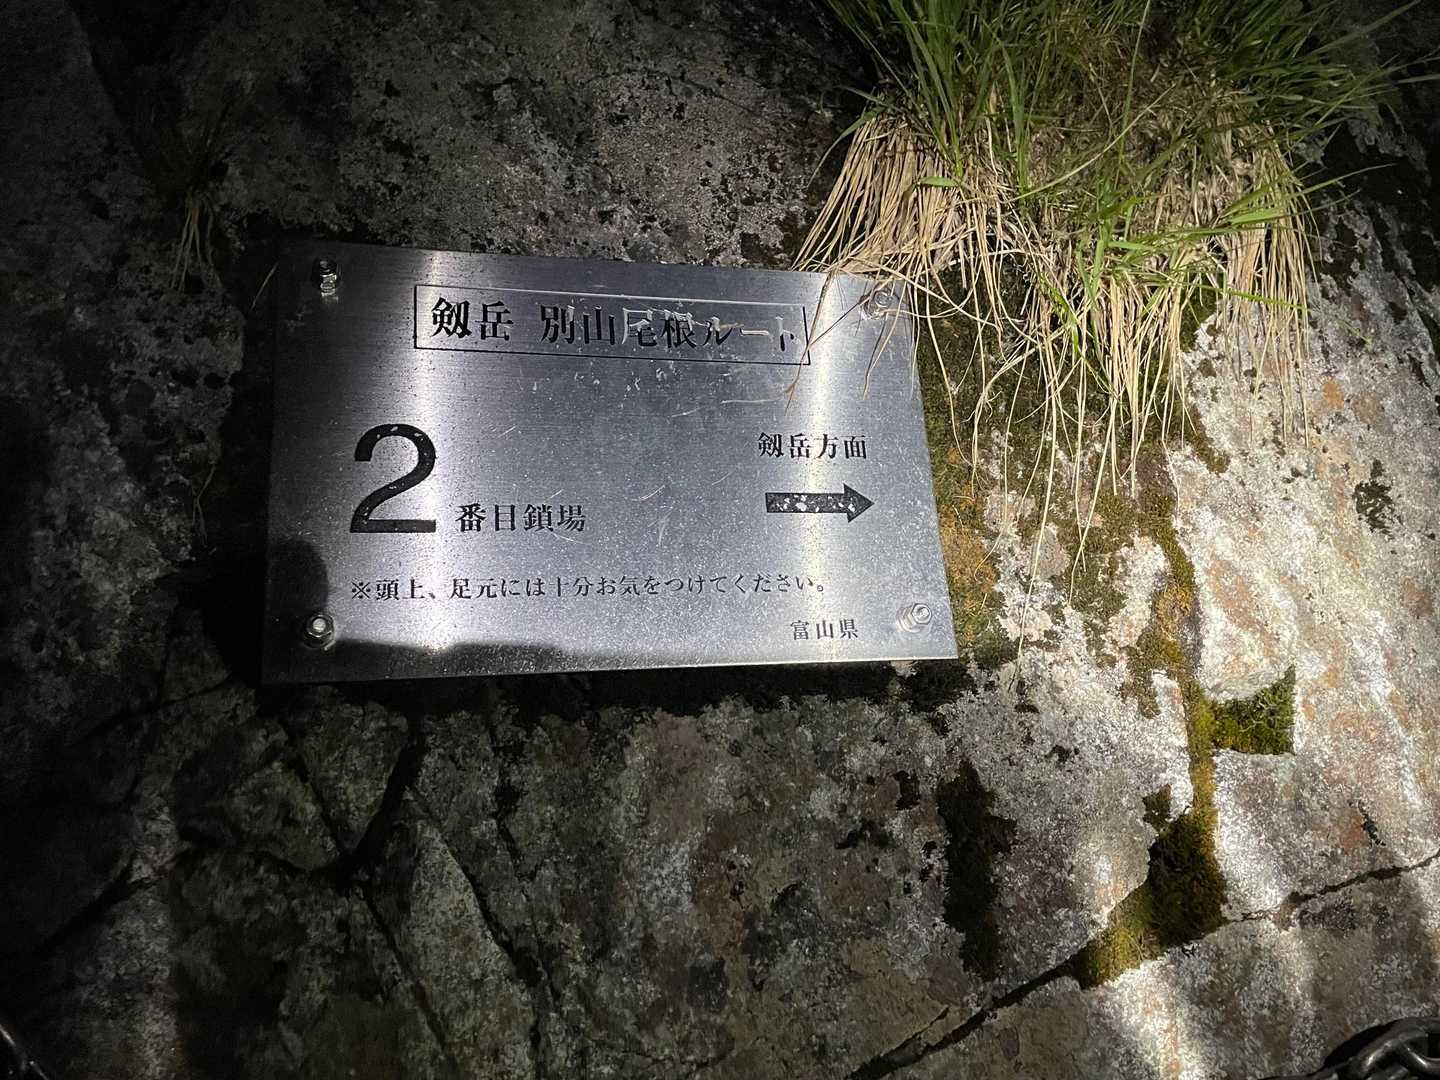 剱岳 別山尾根ルート
2番目鎖場
剱岳方面
※頭上、足元には十分お気をつけてください。
富山県